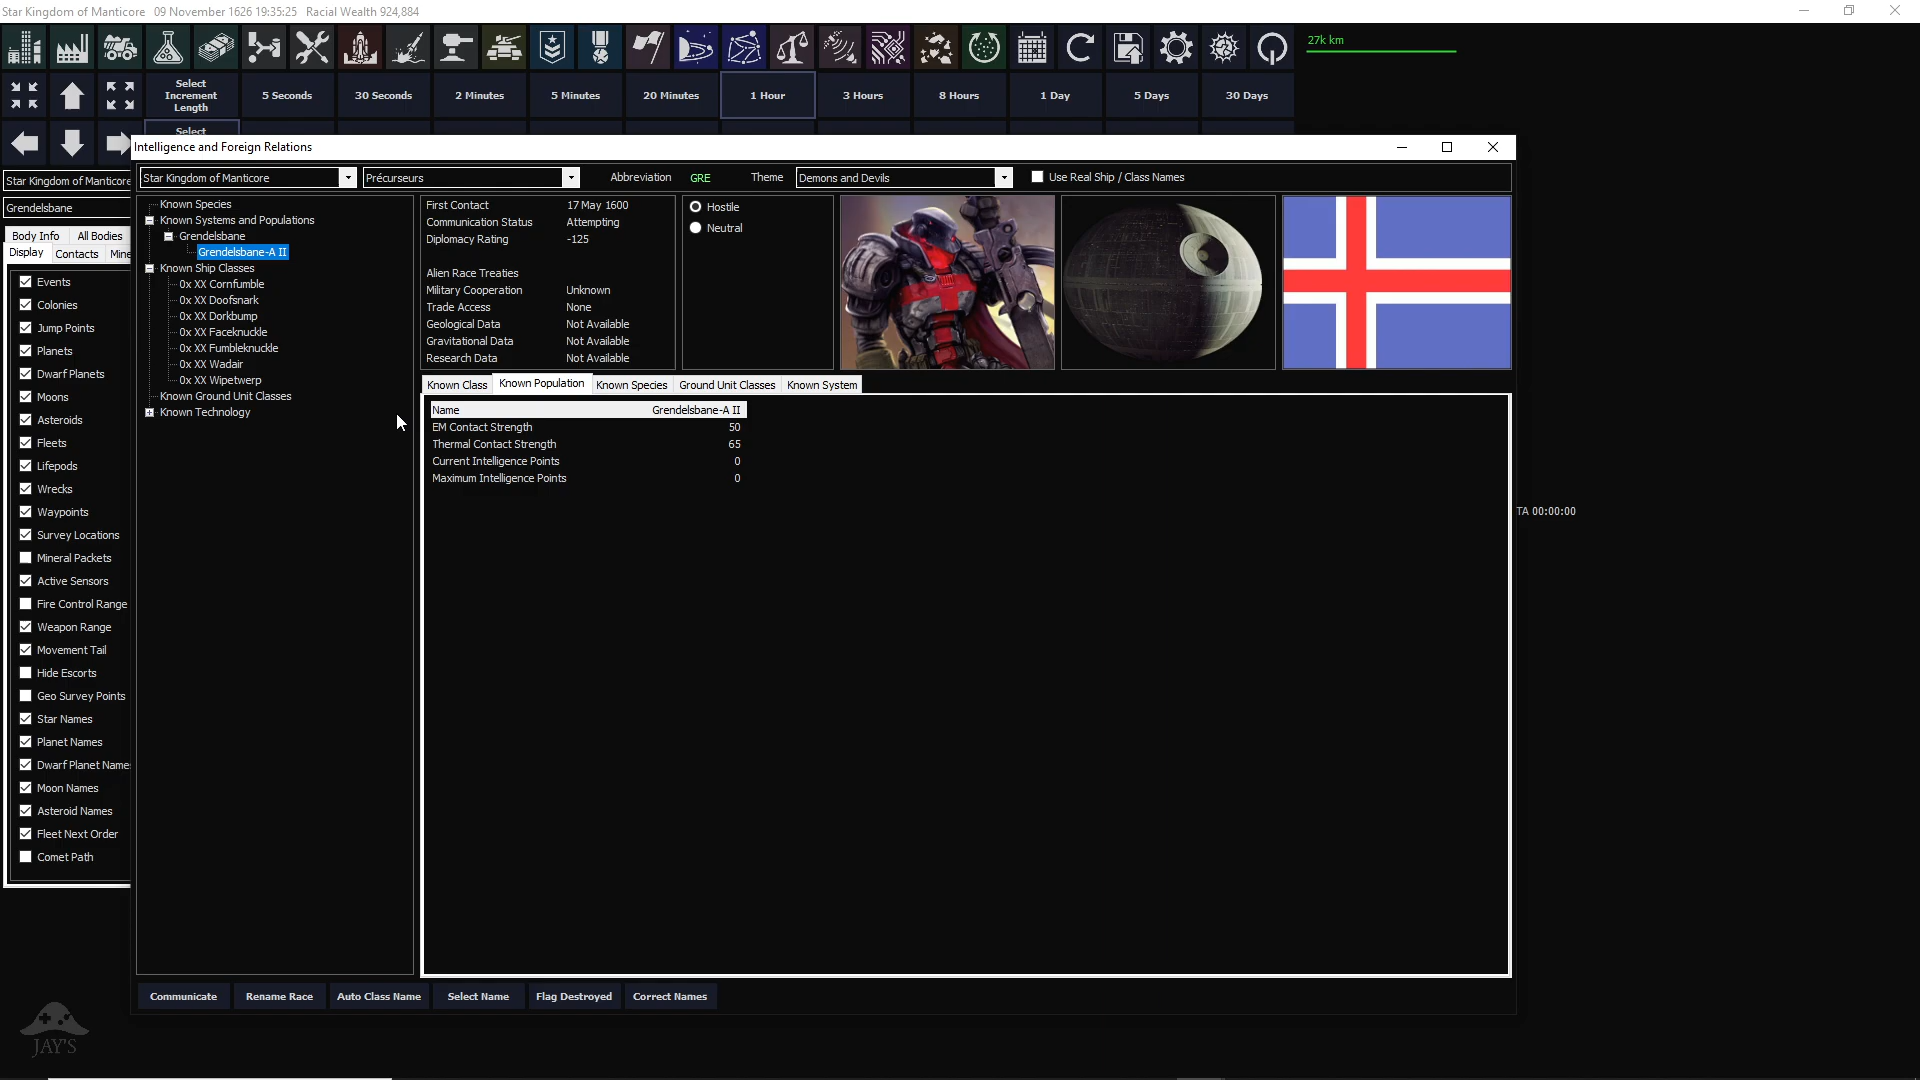 Star Kingdom of Manticore 09 November 1626 19:35:25 Racial Wealth 924,884
27k km
Select Increment Length
5 Seconds
30 Seconds
2 Minutes
5 Minutes
20 Minutes
1 Hour
3 Hours
8 Hours
1 Day
5 Days
30 Days
Select
Intelligence and Foreign Relations
Star Kingdom of Manticore
Star Kingdom of Manticore
Précurseurs
Abbreviation GRE
Theme Demons and Devils
Use Real Ship / Class Names
Grendelsbane
Body Info All Bodies
Display Contacts Mine
Events
Colonies
Jump Points
Planets
Dwarf Planets
Moons
Asteroids
Fleets
Lifepods
Wrecks
Waypoints
Survey Locations
Mineral Packets
Active Sensors
Fire Control Range
Weapon Range
Movement Tail
Hide Escorts
Geo Survey Points
Star Names
Planet Names
Dwarf Planet Name
Moon Names
Asteroid Names
Fleet Next Order
Comet Path
Known Species
Known Systems and Populations
Grendelsbane
Grendelsbane-A II
Known Ship Classes
0x XX Cornfumble
0x XX Doofsnark
0x XX Dorkbump
0x XX Faceknuckle
0x XX Fumbleknuckle
0x XX Wadair
0x XX Wipetwerp
Known Ground Unit Classes
Known Technology
First Contact 17 May 1600
Communication Status Attempting
Diplomacy Rating -125
Alien Race Treaties
Military Cooperation Unknown
Trade Access None
Geological Data Not Available
Gravitational Data Not Available
Research Data Not Available
Hostile
Neutral
Known Class Known Population Known Species Ground Unit Classes Known System
Name Grendelsbane-A II
EM Contact Strength 50
Thermal Contact Strength 65
Current Intelligence Points 0
Maximum Intelligence Points 0
TA 00:00:00
Communicate Rename Race Auto Class Name Select Name Flag Destroyed Correct Names
JAY'S